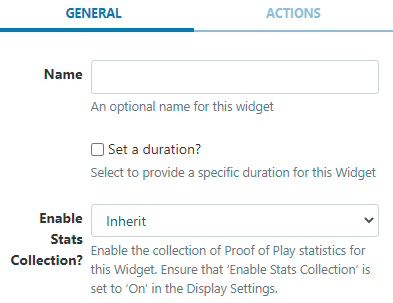 GENERAL ACTIONS
Name
An optional name for this widget
Set a duration?
Select to provide a specific duration for this Widget
Enable
Stats
Collection?
Inherit
Enable the collection of Proof of Play statistics for
this Widget. Ensure that ‘Enable Stats Collection’ is
set to ‘On’ in the Display Settings.